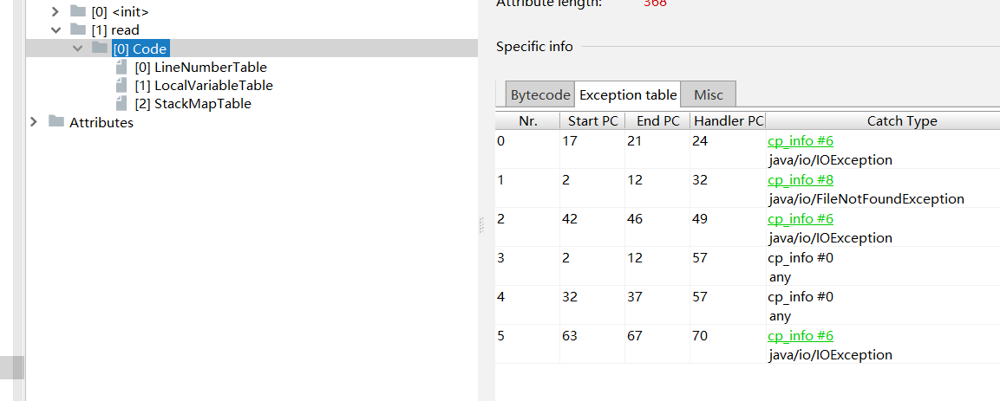 [0] <init>
[1] read
[0] Code
[0] LineNumberTable
[1] LocalVariableTable
[2] StackMapTable
Attributes
Attribute length: 368
Specific info
Bytecode Exception table Misc
Nr. Start PC End PC Handler PC Catch Type
0 17 21 24 cp_info #6
java/io/IOException
1 2 12 32 cp_info #8
java/io/FileNotFoundException
2 42 46 49 cp_info #6
java/io/IOException
3 2 12 57 cp_info #0
any
4 32 37 57 cp_info #0
any
5 63 67 70 cp_info #6
java/io/IOException